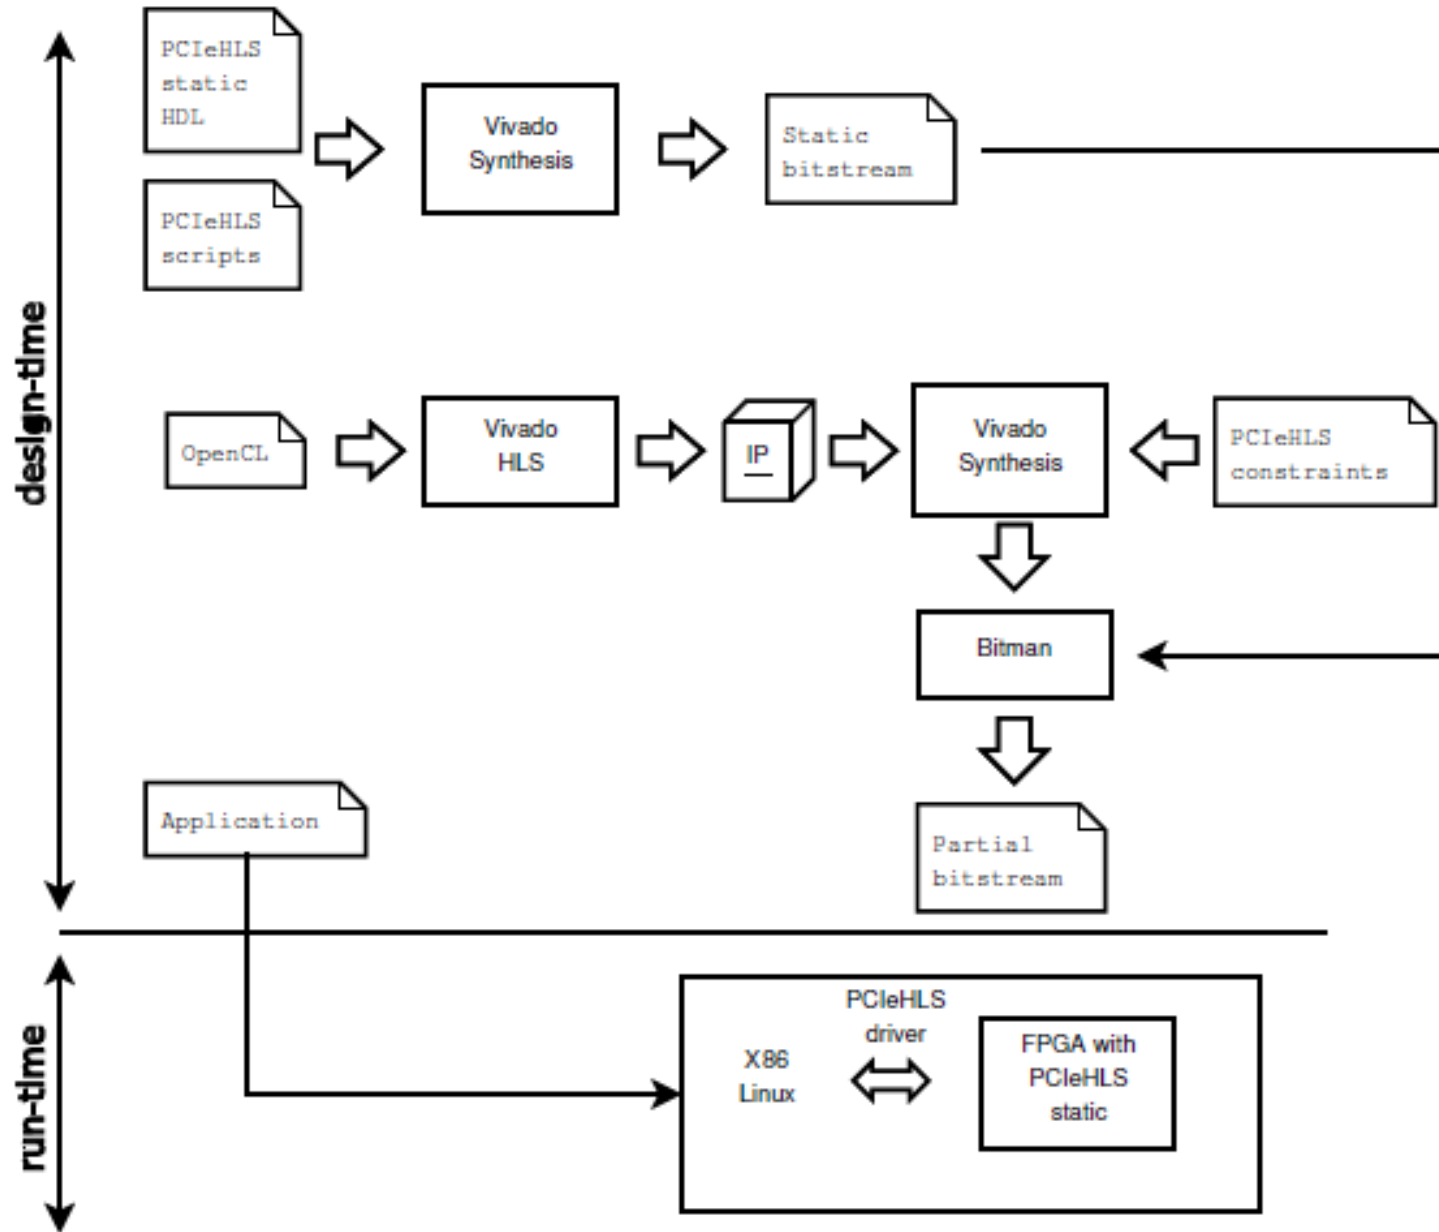 PCIeHLS
static
HDL
Vivado
Synthesis
Static
bitstream
PCIeHLS
scripts
design-time
OpenCL
Vivado
HLS
IP
Vivado
Synthesis
PCIeHLS
constraints
Bitman
Application
Partial
bitstream
run-time
PCIeHLS
driver
X86
Linux
FPGA with
PCIeHLS
static